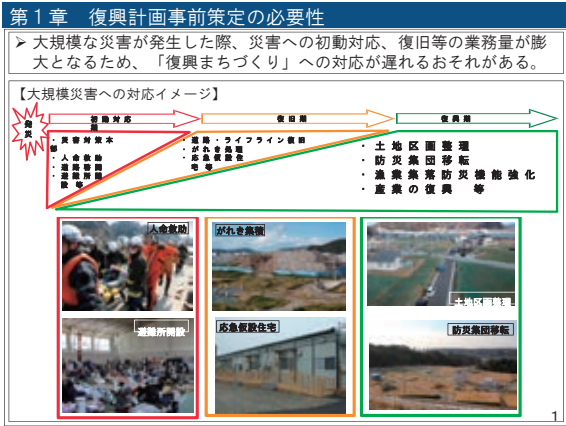 第１章　復興計画事前策定の必要性
➢ 大規模な災害が発生した際、災害への初動対応、復旧等の業務量が膨
大となるため、「復興まちづくり」への対応が遅れるおそれがある。
【大規模災害への対応イメージ】
発災
初動対応
期
復旧期
復興期
・災害対策本
部
・人命救助
・道路啓開
・避難所開
設 等
・道路・ライフライン復旧
・がれき処理
・応急仮設住
宅 等
・土地区画整理
・防災集団移転
・漁業集落防災機能強化
・産業の復興　等
人命救助
がれき集積
土地区画整理
避難所開設
応急仮設住宅
防災集団移転
1